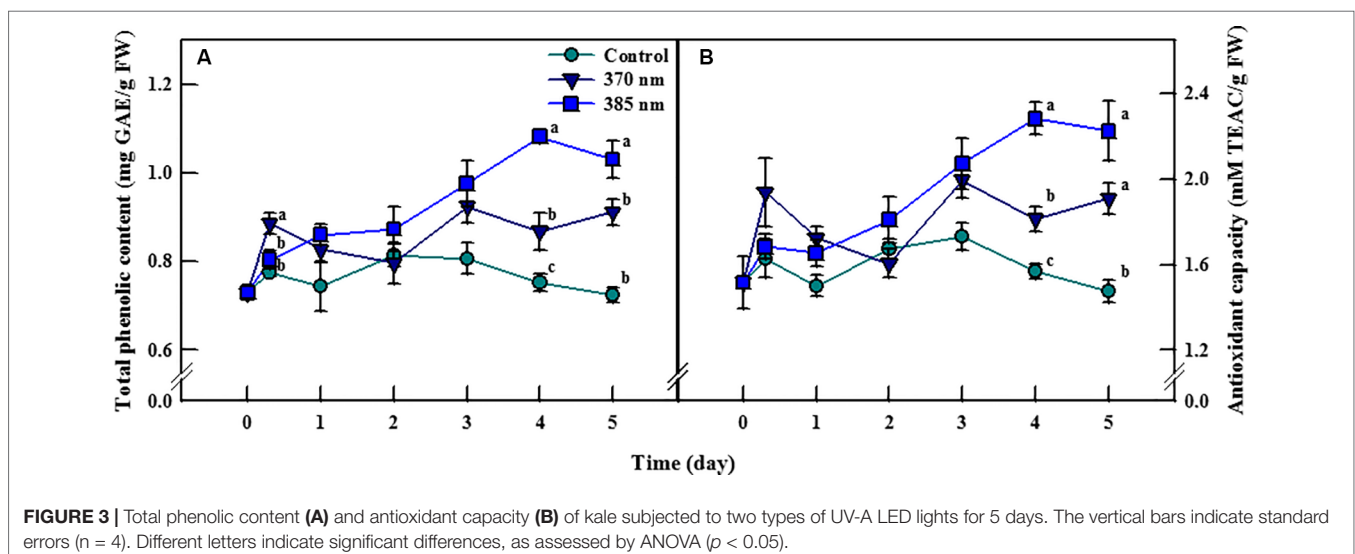 A
Control
370 nm
385 nm
B
Total phenolic content (mg GAE/g FW)
1.2
1.0
0.8
0.6
0.0
a
b
b
a
b
c
a
b
b
a
b
c
a
a
b
2.4
2.0
1.6
1.2
0.0
Antioxidant capacity (mM TEAC/g FW)
0 1 2 3 4 5
0 1 2 3 4 5
Time (day)
FIGURE 3 | Total phenolic content (A) and antioxidant capacity (B) of kale subjected to two types of UV-A LED lights for 5 days. The vertical bars indicate standard
errors (n = 4). Different letters indicate significant differences, as assessed by ANOVA (p < 0.05).